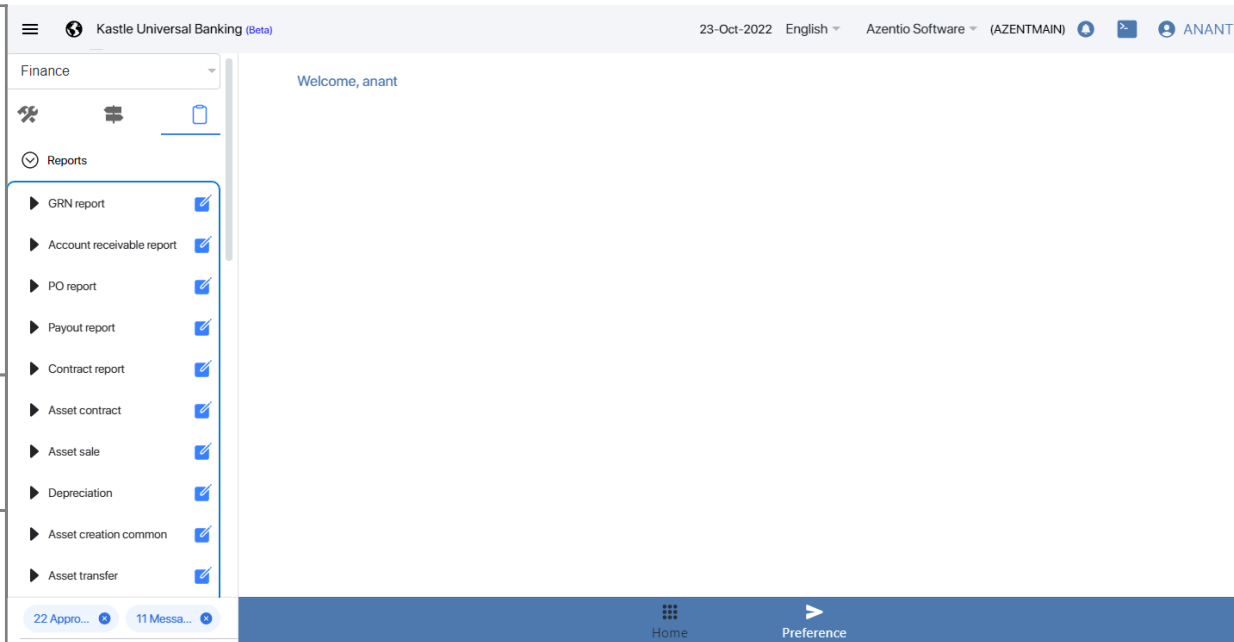 Kastle Universal Banking (Beta)
23-Oct-2022 English Azentio Software (AZENTMAIN) ANANT
Finance
Welcome, anant
Reports
GRN report
Account receivable report
PO report
Payout report
Contract report
Asset contract
Asset sale
Depreciation
Asset creation common
Asset transfer
22 Appro... 11 Messa...
Home Preference